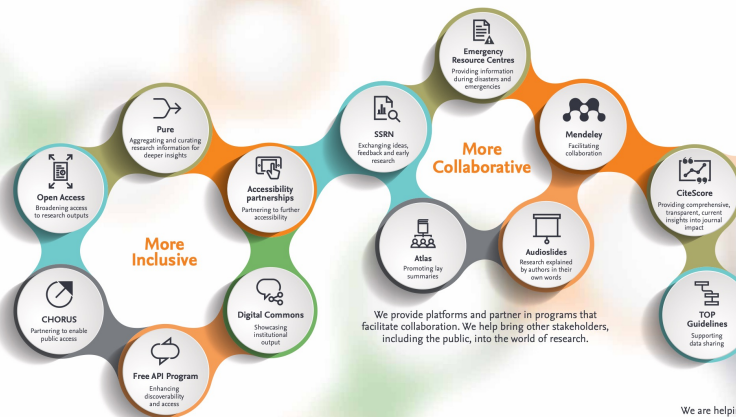 Pure
Aggregating and curating
research information for
deeper insights
Open Access
Broadening access
to research outputs
Accessibility
partnerships
Partnering to further
accessibility
More
Inclusive
CHORUS
Partnering to enable
public access
Digital Commons
Showcasing
institutional
output
Free API Program
Enhancing
discoverability
and access
Emergency
Resource Centres
Providing information
during disasters and
emergencies
SSRN
Exchanging ideas,
feedback and early
research
Mendeley
Facilitating
collaboration
More
Collaborative
Atlas
Promoting lay
summaries
Audioslides
Research explained
by authors in their
own words
We provide platforms and partner in programs that
facilitate collaboration. We help bring other stakeholders,
including the public, into the world of research.
CiteScore
Providing comprehensive,
transparent, current
insights into journal
impact
TOP
Guidelines
Supporting
data sharing
We are helpi